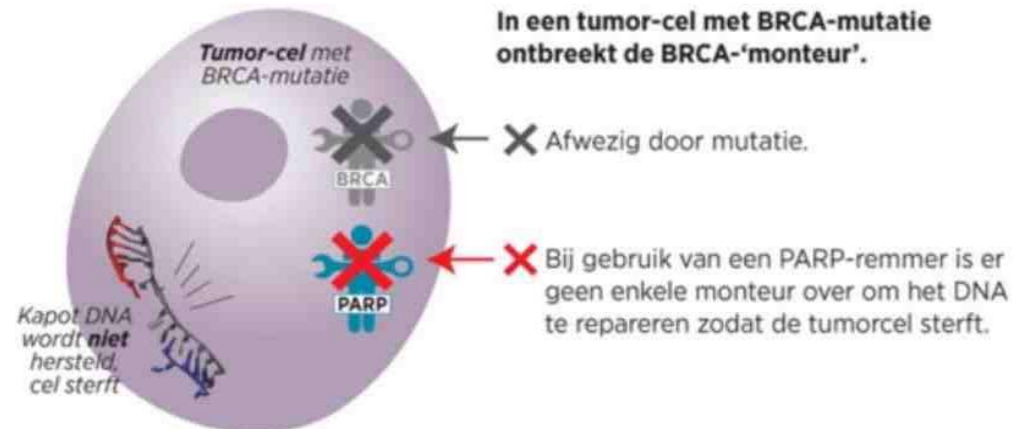 In een tumor-cel met BRCA-mutatie
ontbreekt de BRCA-‘monteur’.
Tumor-cel met
BRCA-mutatie
BRCA
Afwezig door mutatie.
PARP
Bij gebruik van een PARP-remmer is er
geen enkele monteur over om het DNA
te repareren zodat de tumorcel sterft.
Kapot DNA
wordt niet
hersteld,
cel sterft